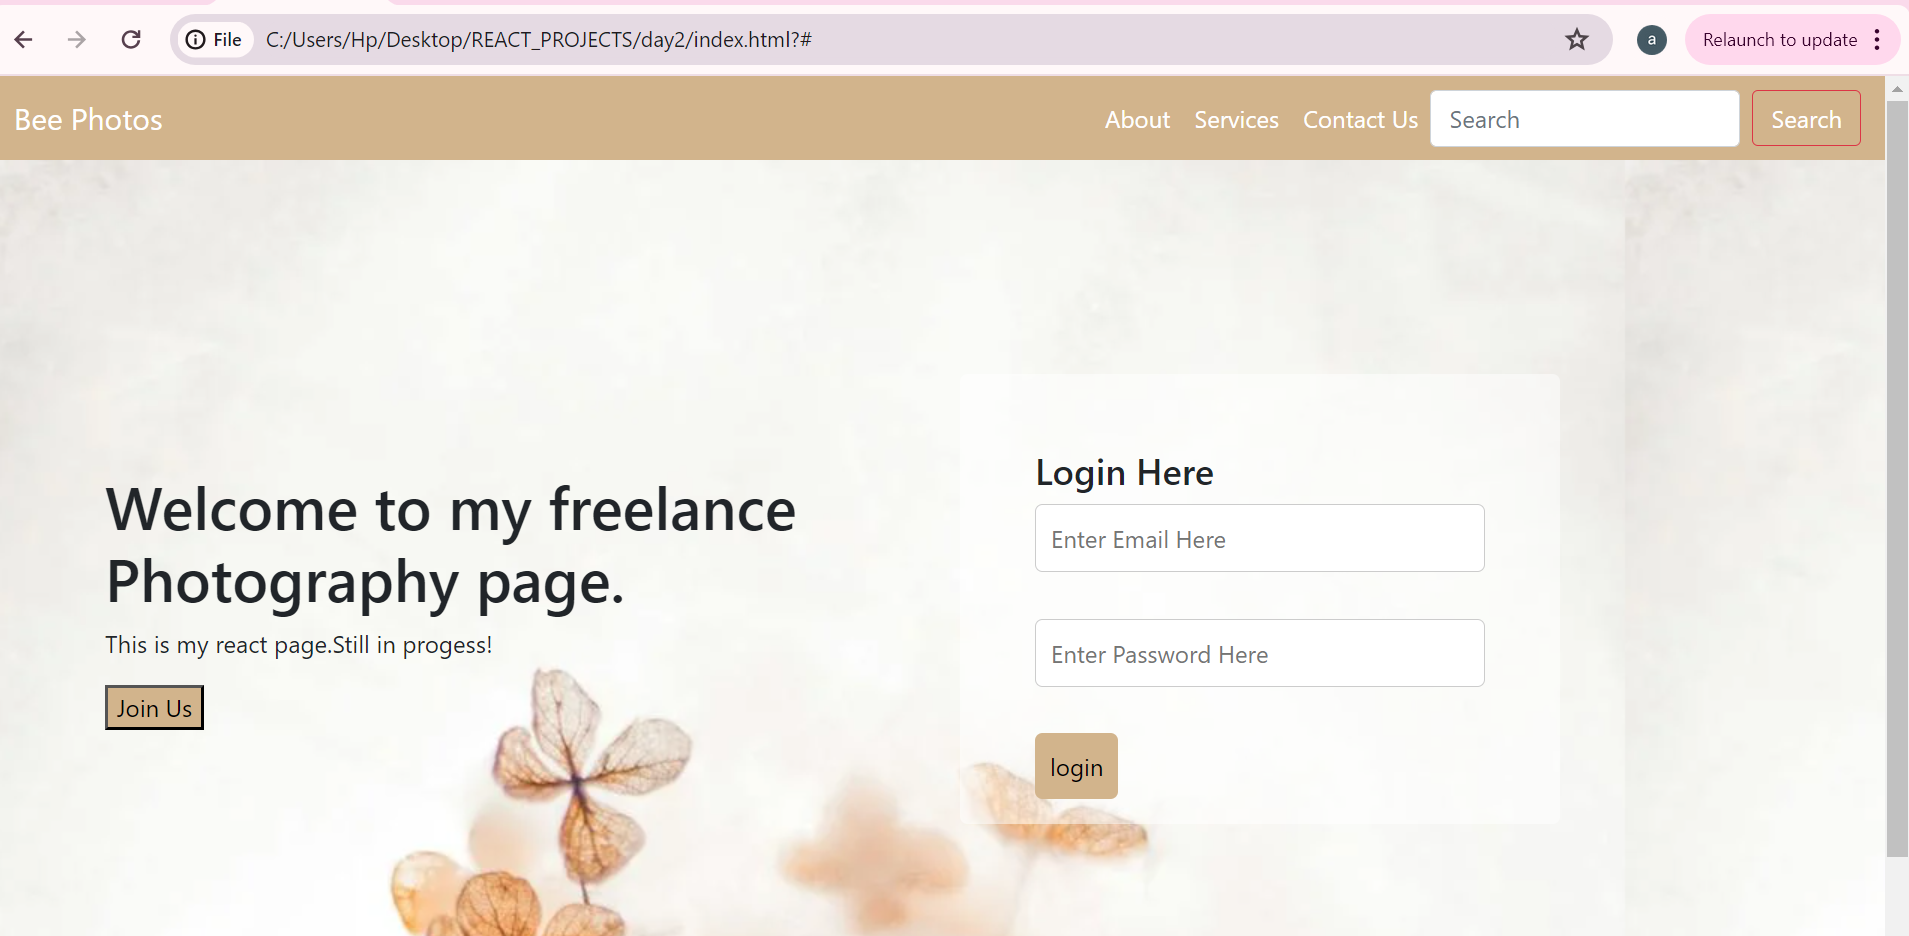 File C:/Users/Hp/Desktop/REACT_PROJECTS/day2/index.html?# a Relaunch to update
Bee Photos About Services Contact Us Search Search
Welcome to my freelance
Photography page.
This is my react page.Still in progess!
Join Us
Login Here
Enter Email Here
Enter Password Here
login